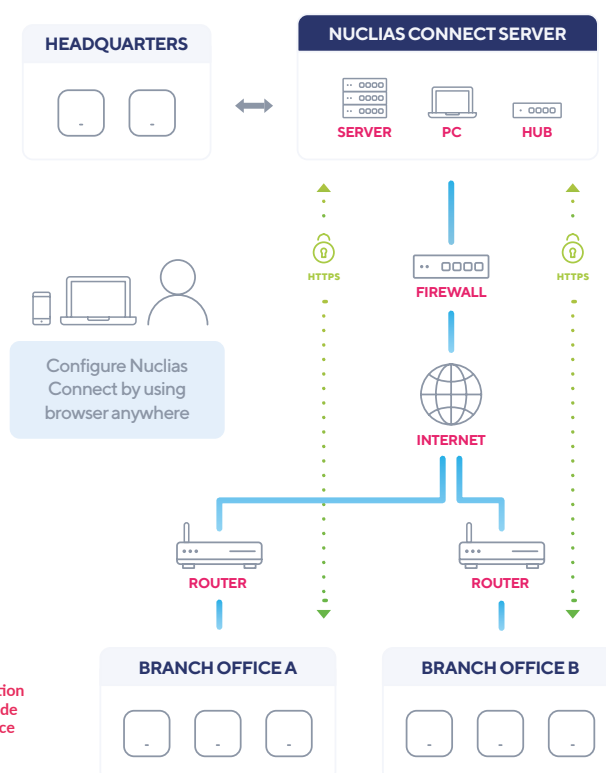 HEADQUARTERS
NUCLIAS CONNECT SERVER
SERVER
PC
HUB
HTTPS
HTTPS
FIREWALL
Configure Nuclias
Connect by using
browser anywhere
INTERNET
ROUTER
ROUTER
BRANCH OFFICE A
BRANCH OFFICE B